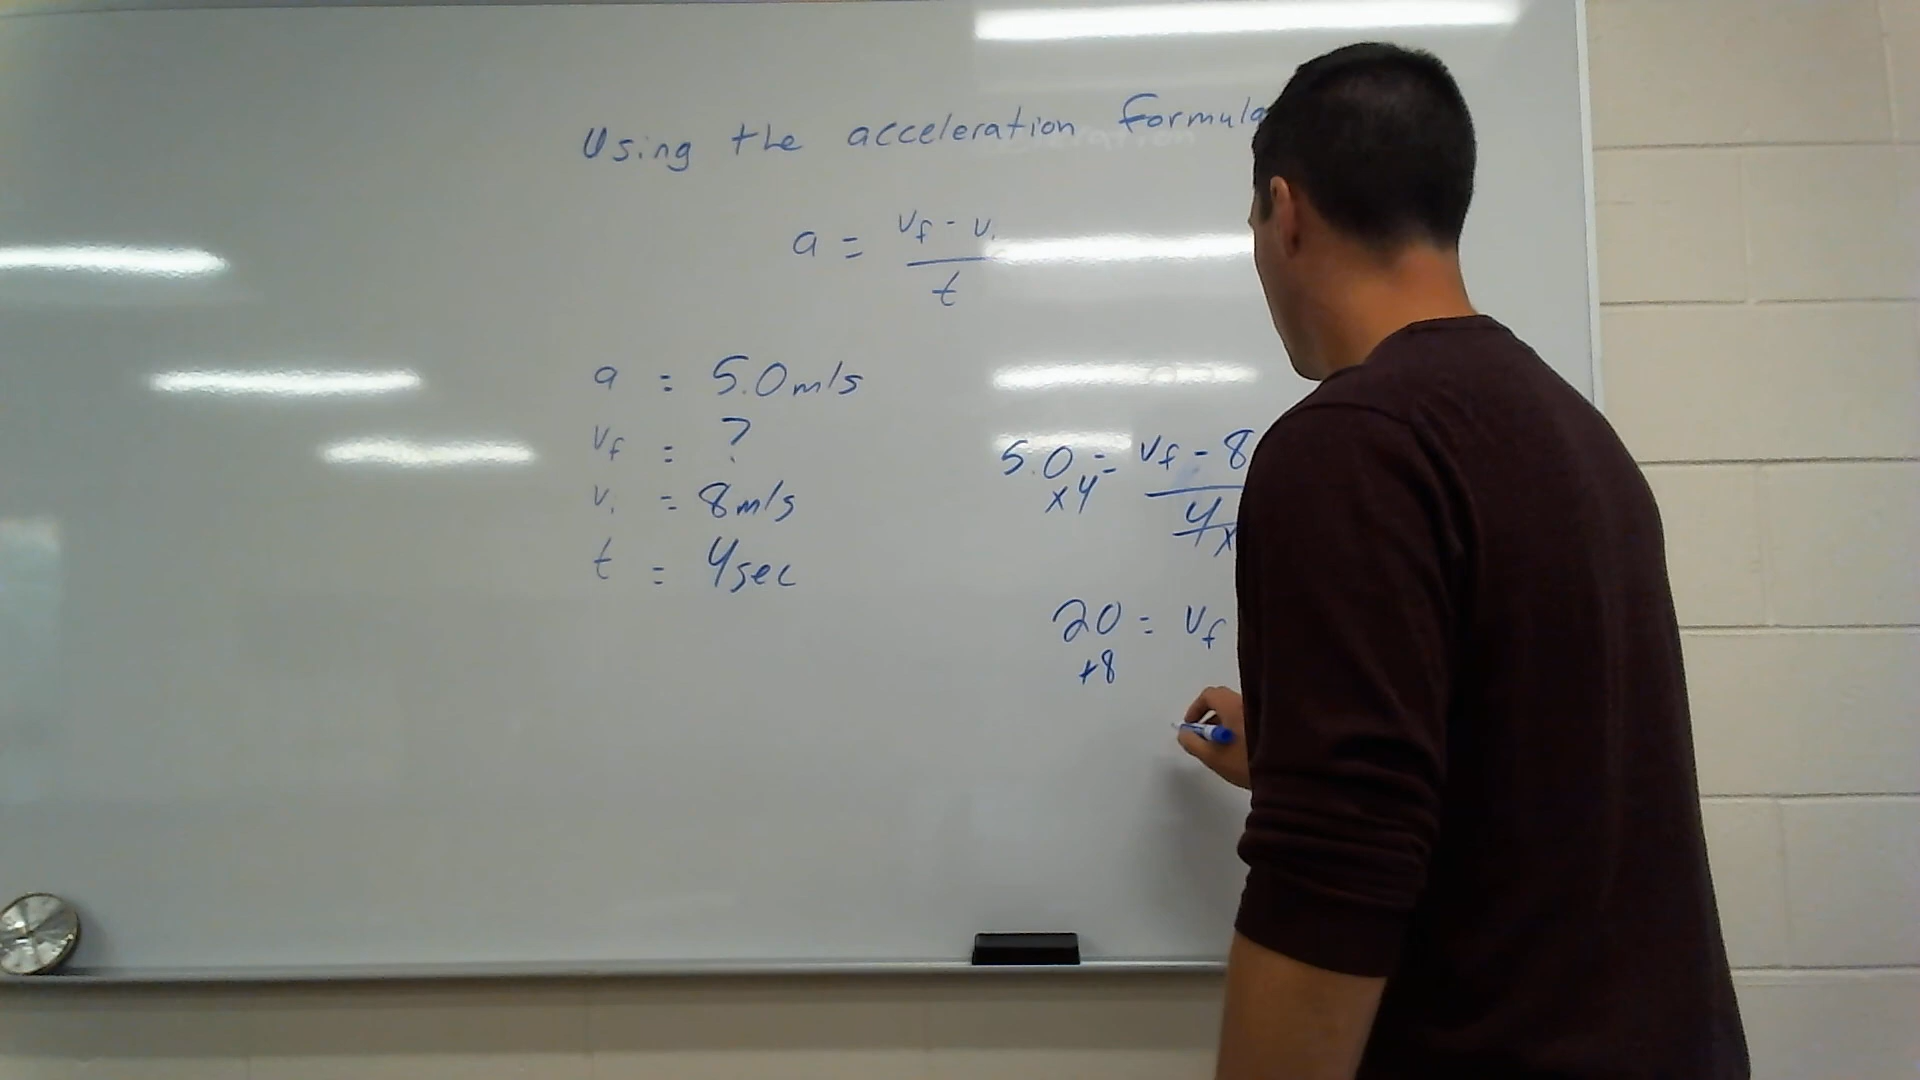 Using the acceleration formula
a = vf - vi
t
a = 5.0m/s
vf = ?
vi = 8m/s
t = 4sec
5.0 = vf - 8
x4
4x
20 = vf
+8